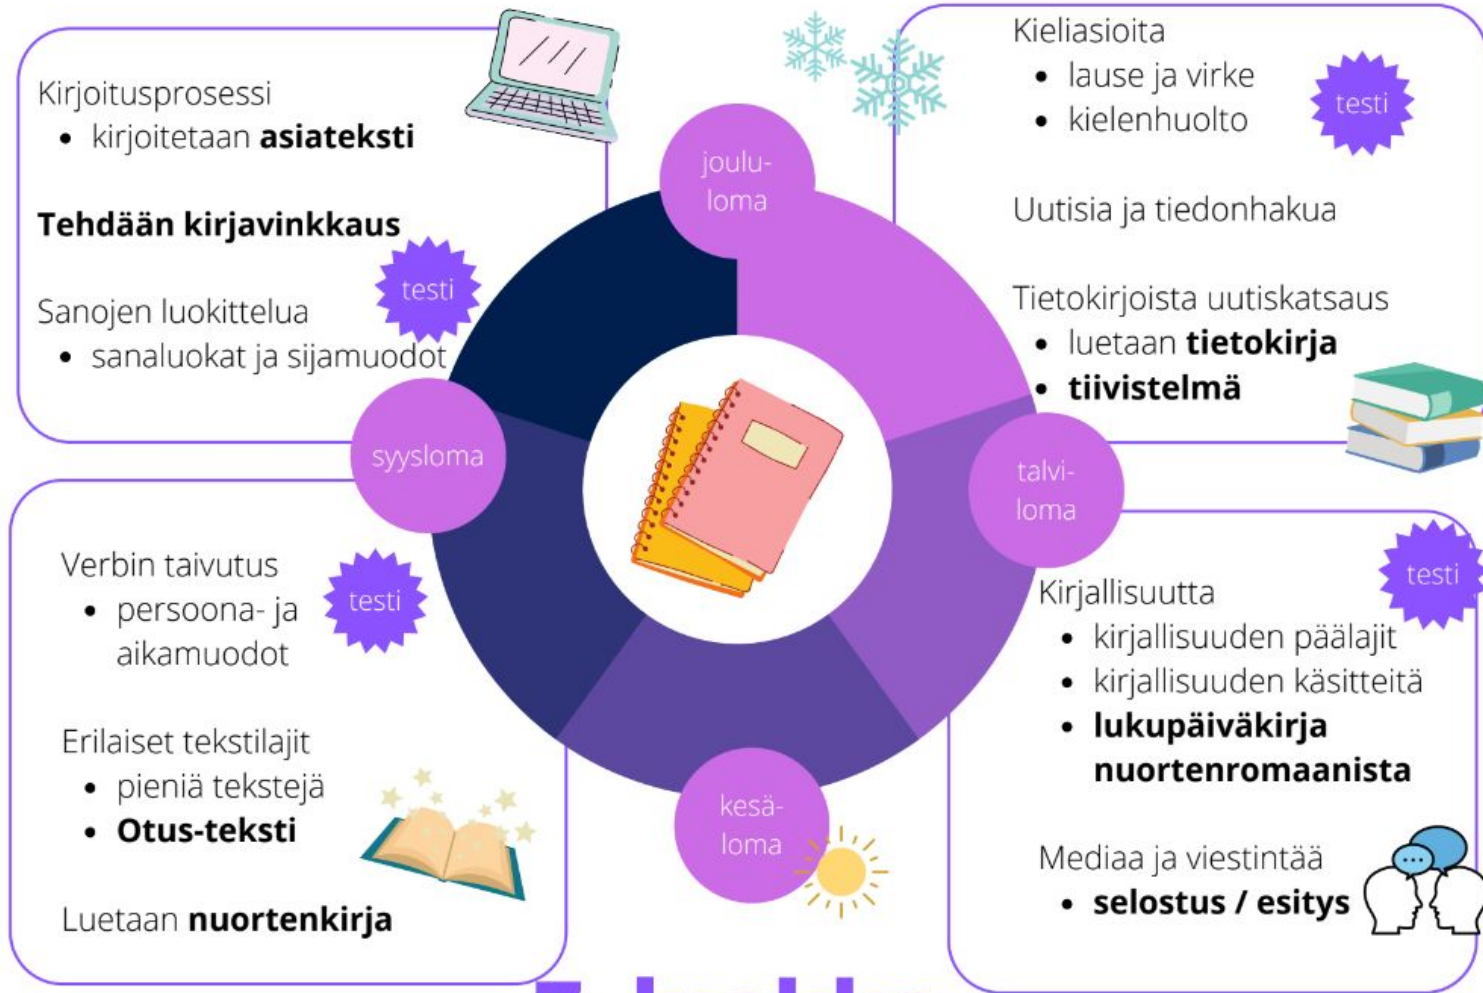 Kirjoitusprosessi
• kirjoitetaan asiateksti
Tehdään kirjavinkkaus
testi
Sanojen luokittelua
• sanaluokat ja sijamuodot
joulu-
loma
Kieliasioita
• lause ja virke
• kielenhuolto
testi
Uutisia ja tiedonhakua
Tietokirjoista uutiskatsaus
• luetaan tietokirja
• tiivistelmä
syysloma
talvi-
loma
Verbin taivutus
• persoona- ja
aikamuodot
testi
Erilaiset tekstilajit
• pieniä tekstejä
• Otus-teksti
Luetaan nuortenkirja
kesä-
loma
testi
Kirjallisuutta
• kirjallisuuden päälajit
• kirjallisuuden käsitteitä
• lukupäiväkirja
nuortenromaanista
Mediaa ja viestintää
• selostus / esitys